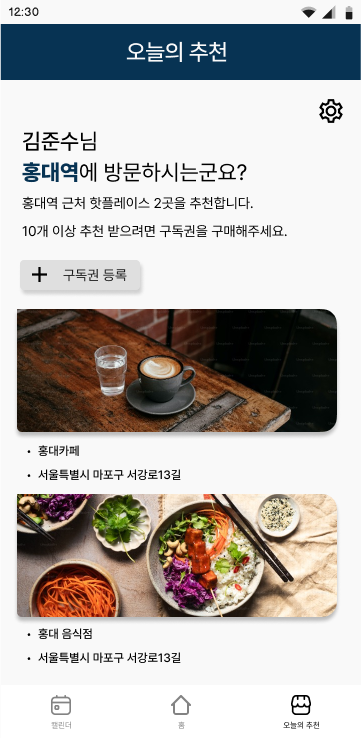 12:30
오늘의 추천
김준수님
홍대역에 방문하시는군요?
홍대역 근처 핫플레이스 2곳을 추천합니다.
10개 이상 추천 받으려면 구독권을 구매해주세요.
+ 구독권 등록
• 홍대카페
• 서울특별시 마포구 서강로13길
• 홍대 음식점
• 서울특별시 마포구 서강로13길
캘린더 홈 오늘의 추천